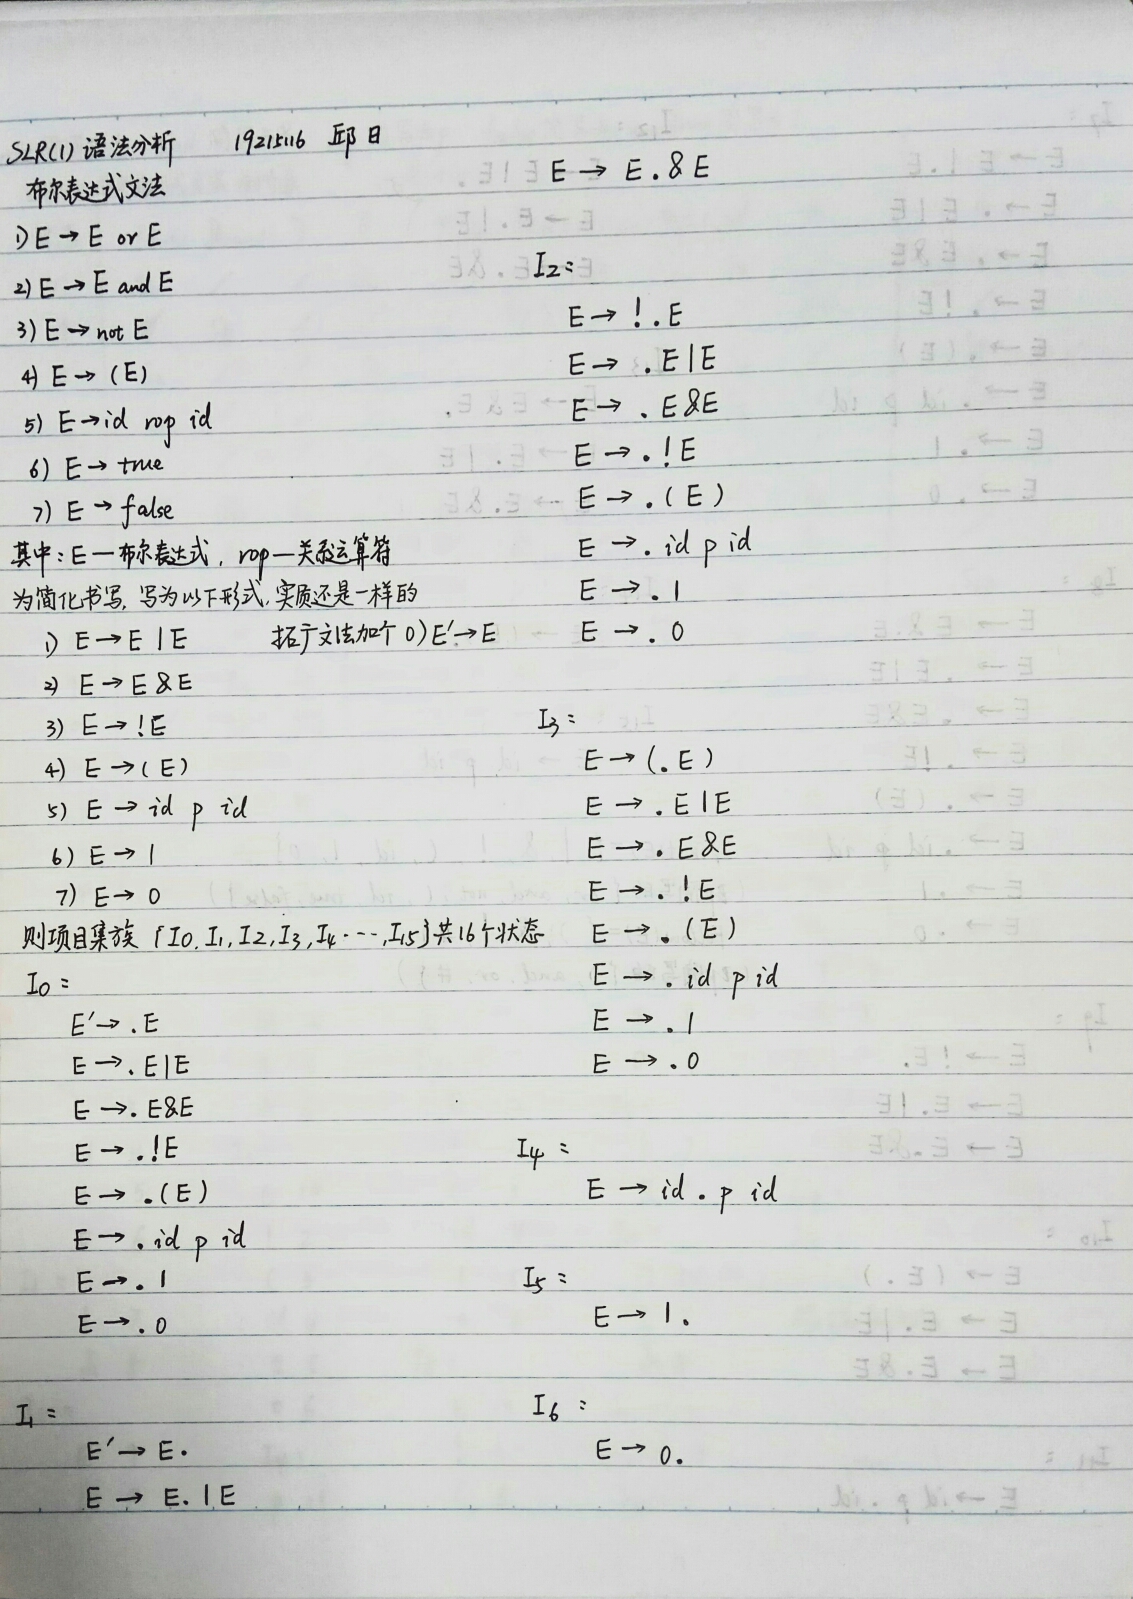 SLR(1) 语法分析 19215116 邱日
布尔表达式文法
1) E → E or E
2) E → E and E
3) E → not E
4) E → (E)
5) E → id rop id
6) E → true
7) E → false
其中: E — 布尔表达式, rop — 关系运算符
为简化书写, 写为以下形式, 实质还是一样的
1) E → E | E 拓广文法加个 0) E′ → E
2) E → E & E
3) E → !E
4) E → (E)
5) E → id p id
6) E → 1
7) E → 0
则项目集族 {I0, I1, I2, I3, I4 ···, I15} 共16个状态
I0 =
E′ → .E
E → .E|E
E → .E&E
E → .!E
E → .(E)
E → .id p id
E → .1
E → .0
I1 =
E′ → E.
E → E.|E
E → E.&E
I2 =
E → !.E
E → .E|E
E → .E&E
E → .!E
E → .(E)
E → .id p id
E → .1
E → .0
I3 =
E → (.E)
E → .E|E
E → .E&E
E → .!E
E → .(E)
E → .id p id
E → .1
E → .0
I4 =
E → id.p id
I5 =
E → 1.
I6 :
E → 0.